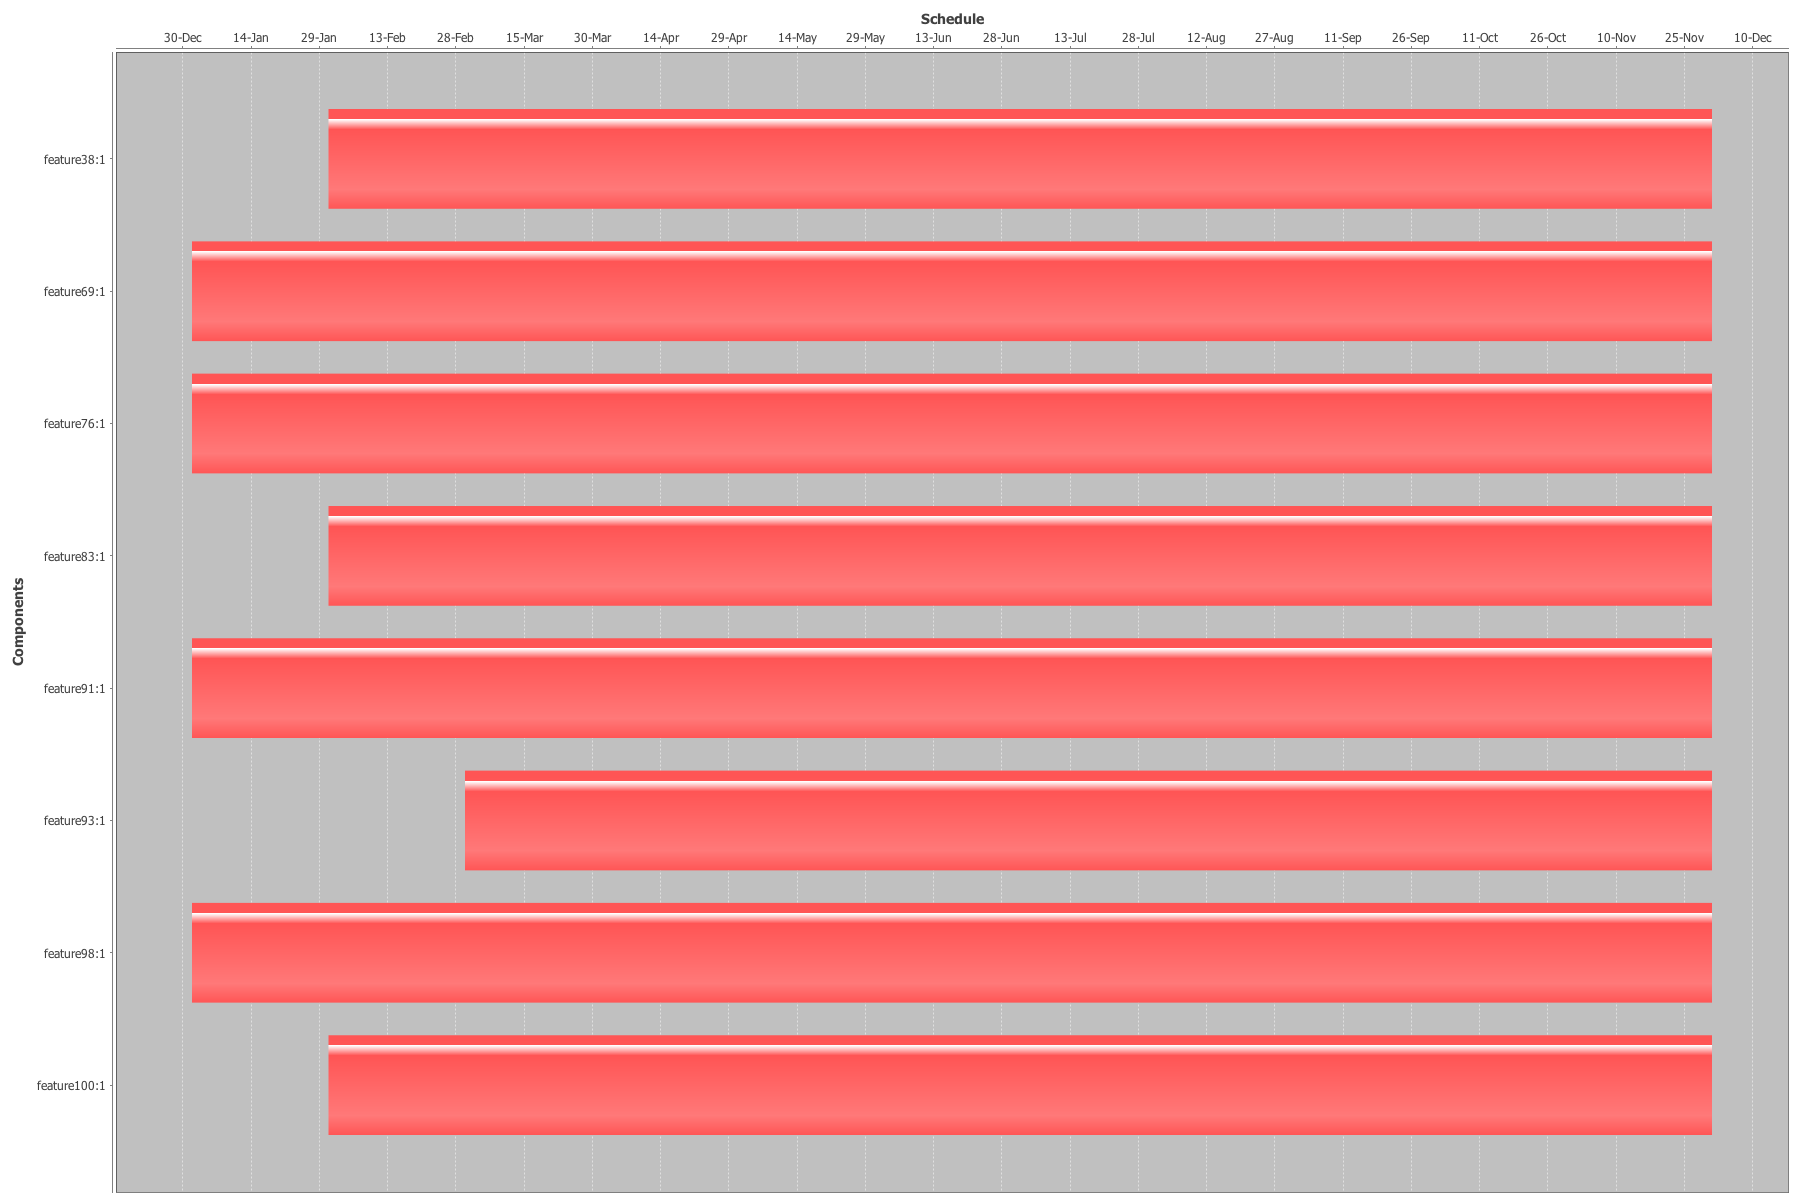 Schedule
30-Dec 14-Jan 29-Jan 13-Feb 28-Feb 15-Mar 30-Mar 14-Apr 29-Apr 14-May 29-May 13-Jun 28-Jun 13-Jul 28-Jul 12-Aug 27-Aug 11-Sep 26-Sep 11-Oct 26-Oct 10-Nov 25-Nov 10-Dec
Components
feature38:1
feature69:1
feature76:1
feature83:1
feature91:1
feature93:1
feature98:1
feature100:1